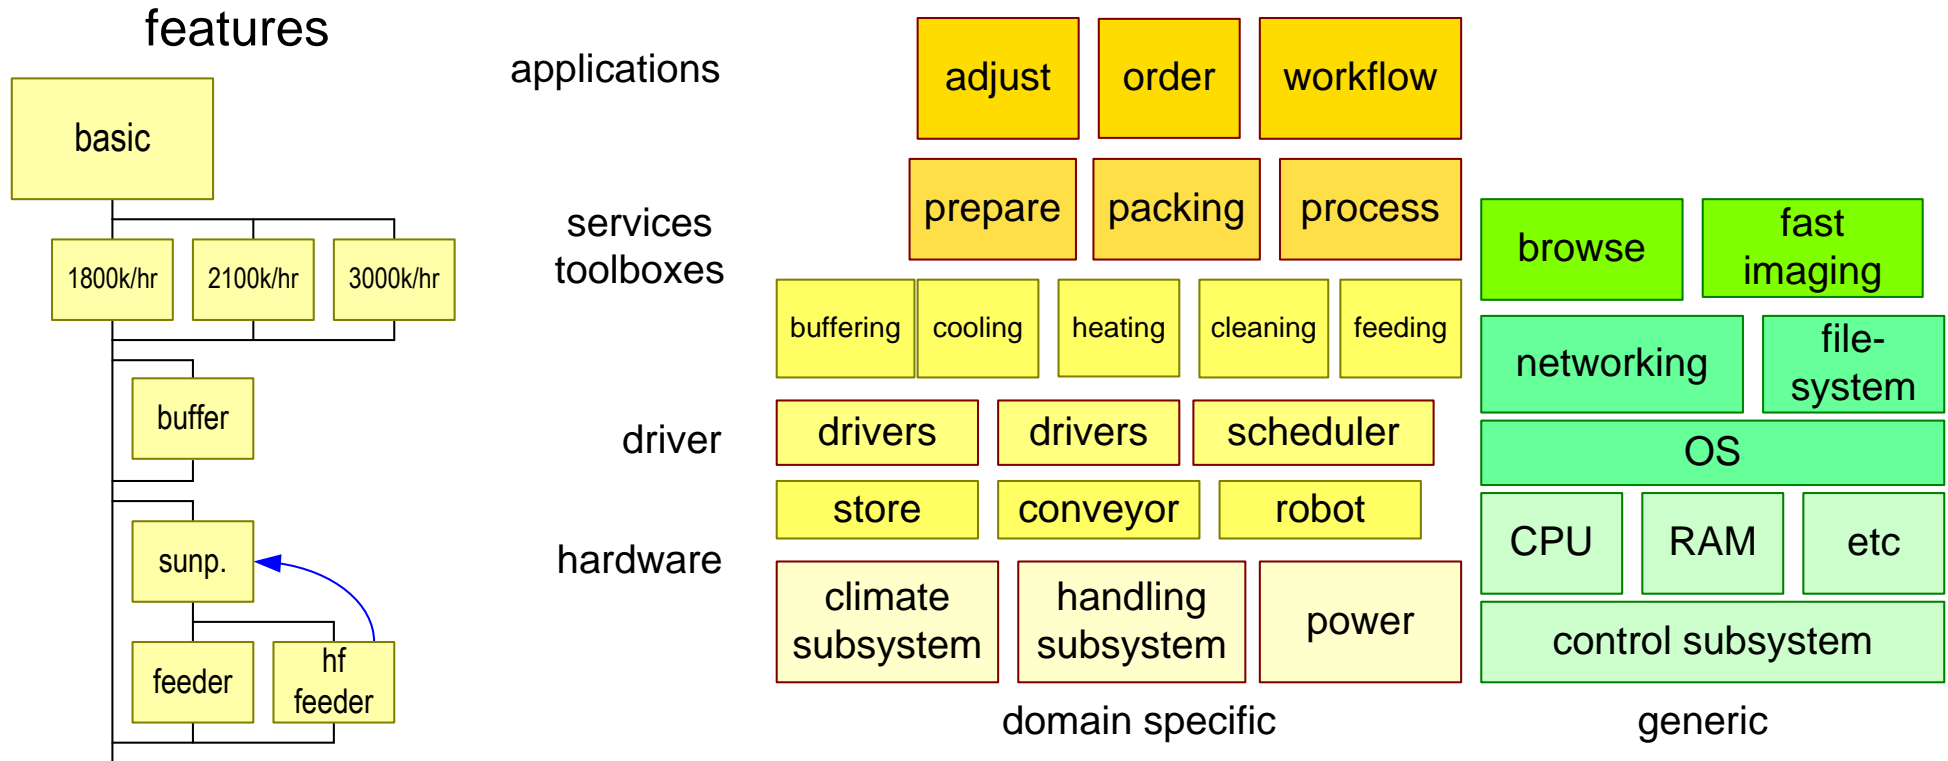 features
basic
1800k/hr
2100k/hr
3000k/hr
buffer
sunp.
feeder
hf
feeder
applications
services
toolboxes
driver
hardware
adjust
order
workflow
prepare
packing
process
buffering
cooling
heating
cleaning
feeding
drivers
drivers
scheduler
store
conveyor
robot
climate
subsystem
handling
subsystem
power
domain specific
browse
fast
imaging
networking
file-
system
OS
CPU
RAM
etc
control subsystem
generic